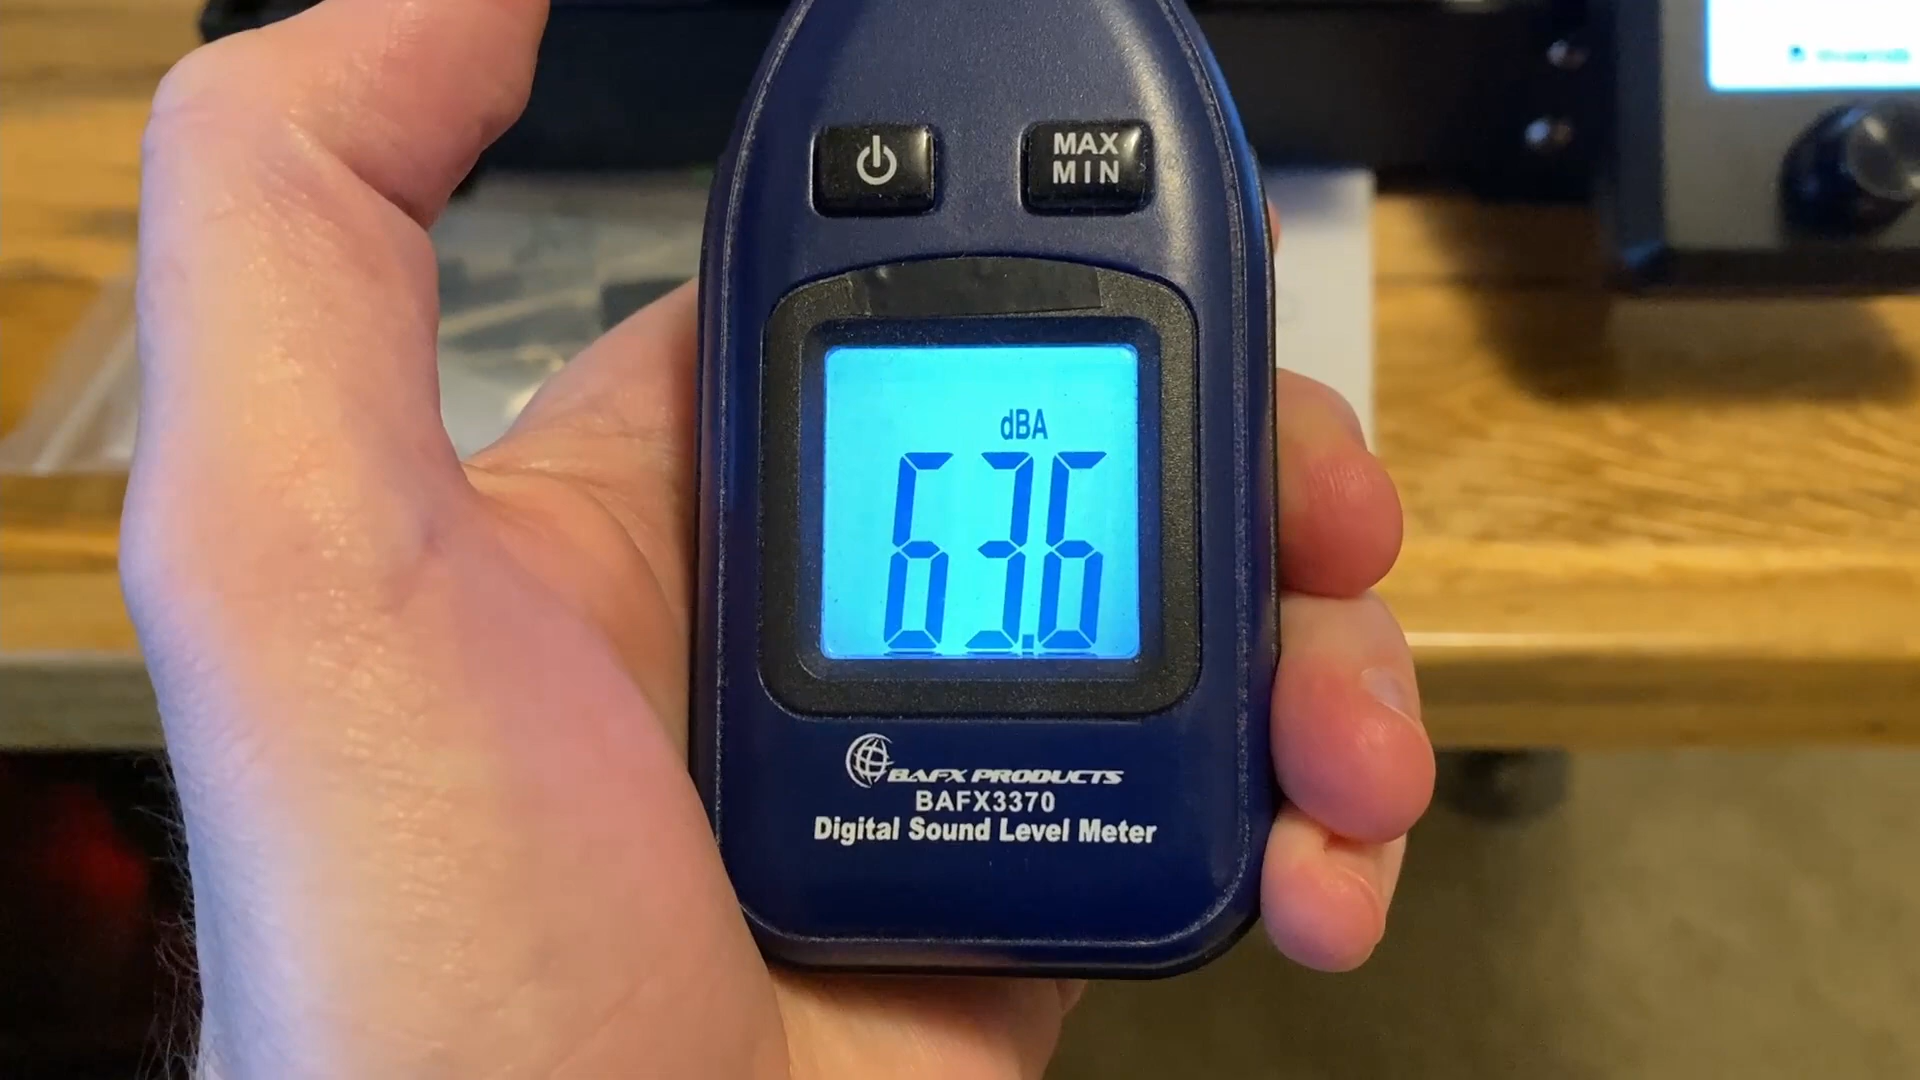 MAX
MIN
dBA
63.6
BAFX PRODUCTS
BAFX3370
Digital Sound Level Meter